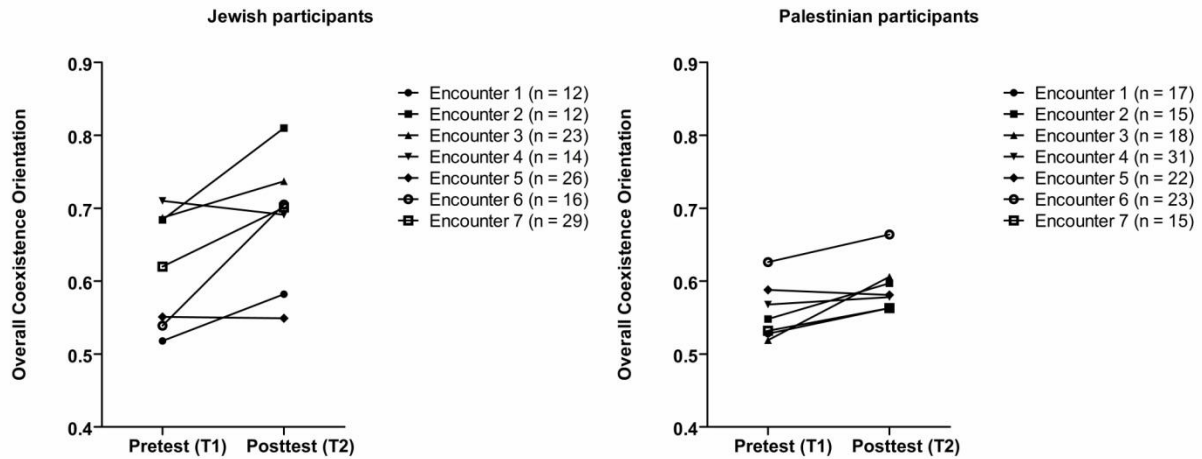 Jewish participants
0.9
0.8
0.7
0.6
0.5
0.4
Overall Coexistence Orientation
Pretest (T1)
Posttest (T2)
Encounter 1 (n = 12)
Encounter 2 (n = 12)
Encounter 3 (n = 23)
Encounter 4 (n = 14)
Encounter 5 (n = 26)
Encounter 6 (n = 16)
Encounter 7 (n = 29)
Palestinian participants
0.9
0.8
0.7
0.6
0.5
0.4
Overall Coexistence Orientation
Pretest (T1)
Posttest (T2)
Encounter 1 (n = 17)
Encounter 2 (n = 15)
Encounter 3 (n = 18)
Encounter 4 (n = 31)
Encounter 5 (n = 22)
Encounter 6 (n = 23)
Encounter 7 (n = 15)